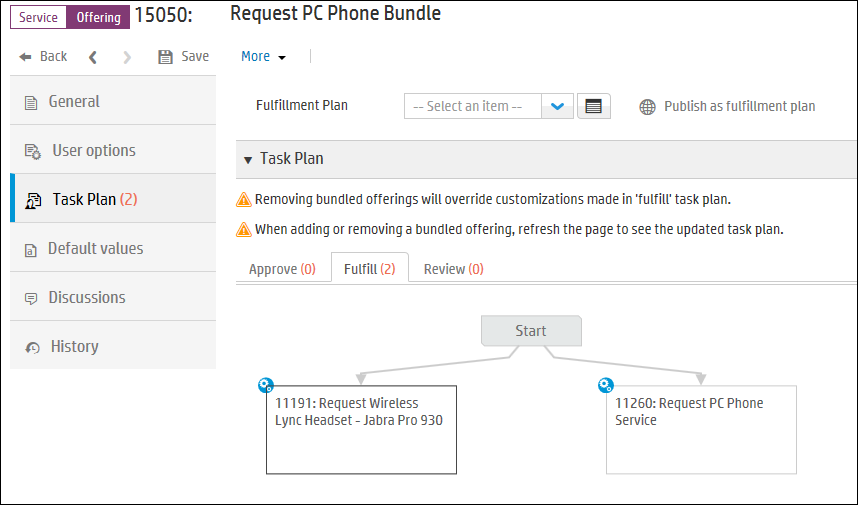 Service Offering 15050: Request PC Phone Bundle
Back Save More
General
User options
Task Plan (2)
Default values
Discussions
History
Fulfillment Plan -- Select an item -- Publish as fulfillment plan
Task Plan
Removing bundled offerings will override customizations made in 'fulfill' task plan.
When adding or removing a bundled offering, refresh the page to see the updated task plan.
Approve (0) Fulfill (2) Review (0)
Start
11191: Request Wireless
Lync Headset - Jabra Pro 930
11260: Request PC Phone
Service